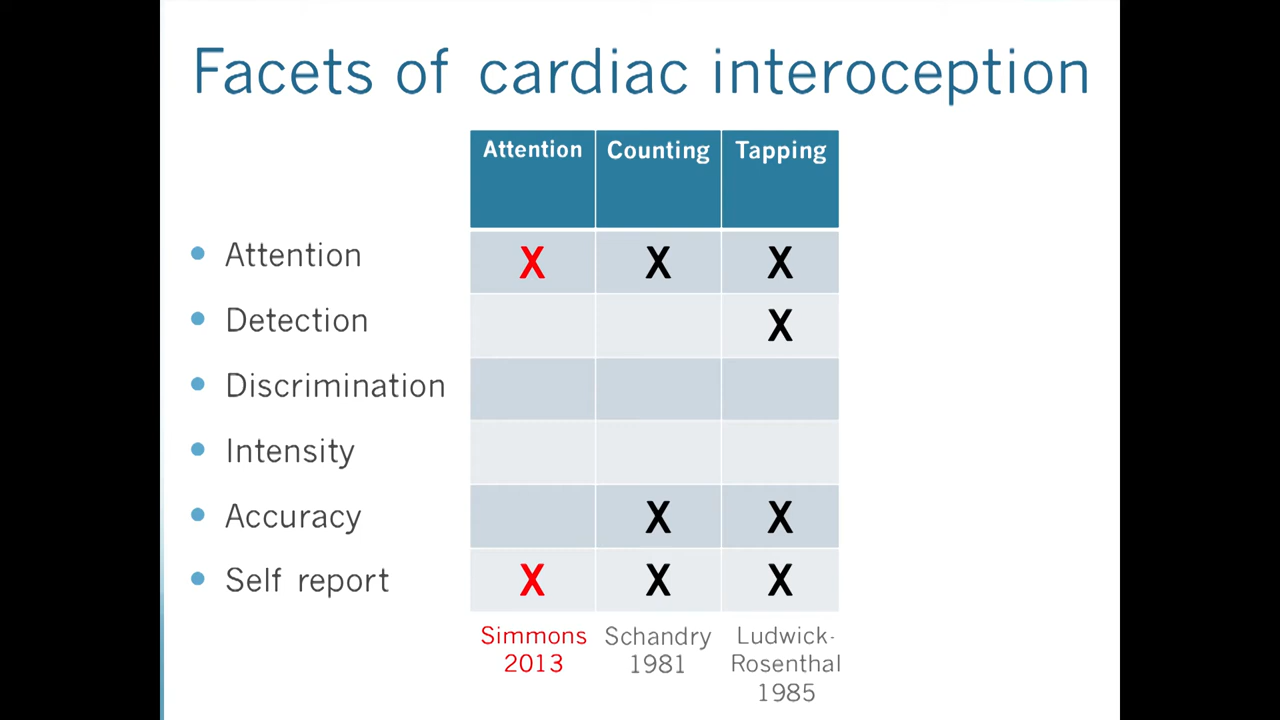 Facets of cardiac interoception
Attention Counting Tapping
• Attention X X X
• Detection X
• Discrimination
• Intensity
• Accuracy X X
• Self report X X X
Simmons Schandry Ludwick-
2013 1981 Rosenthal
1985